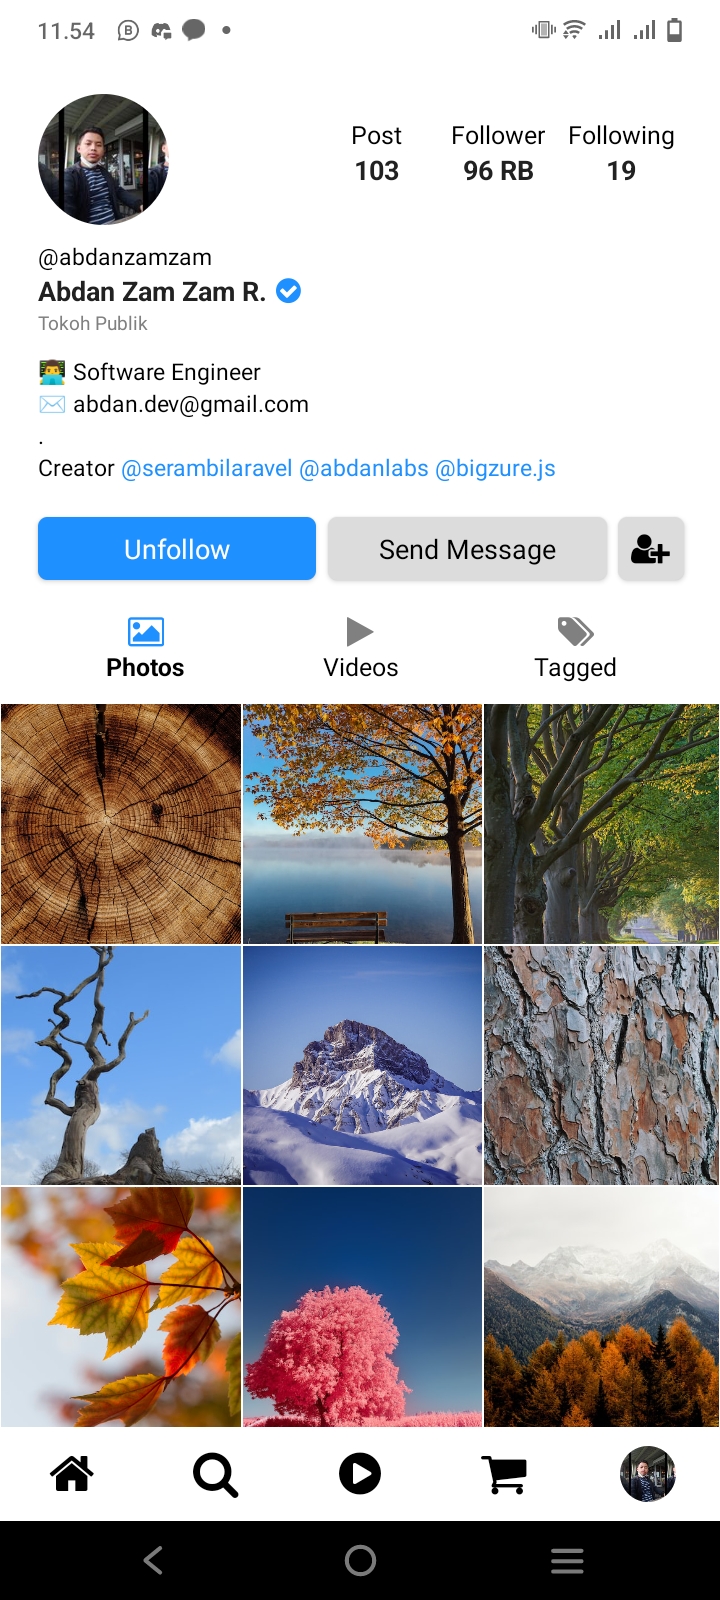 11.54
Post Follower Following
103 96 RB 19
@abdanzamzam
Abdan Zam Zam R.
Tokoh Publik
👨‍💻 Software Engineer
✉️ abdan.dev@gmail.com
.
Creator @serambilaravel @abdanlabs @bigzure.js
Unfollow Send Message
Photos Videos Tagged